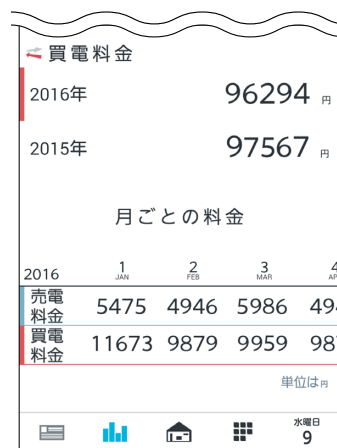 買電料金
2016年 96294 円
2015年 97567 円
月ごとの料金
2016 1 2 3 4
JAN FEB MAR
売電料金 5475 4946 5986
買電料金 11673 9879 9959
単位は円
水曜日
9